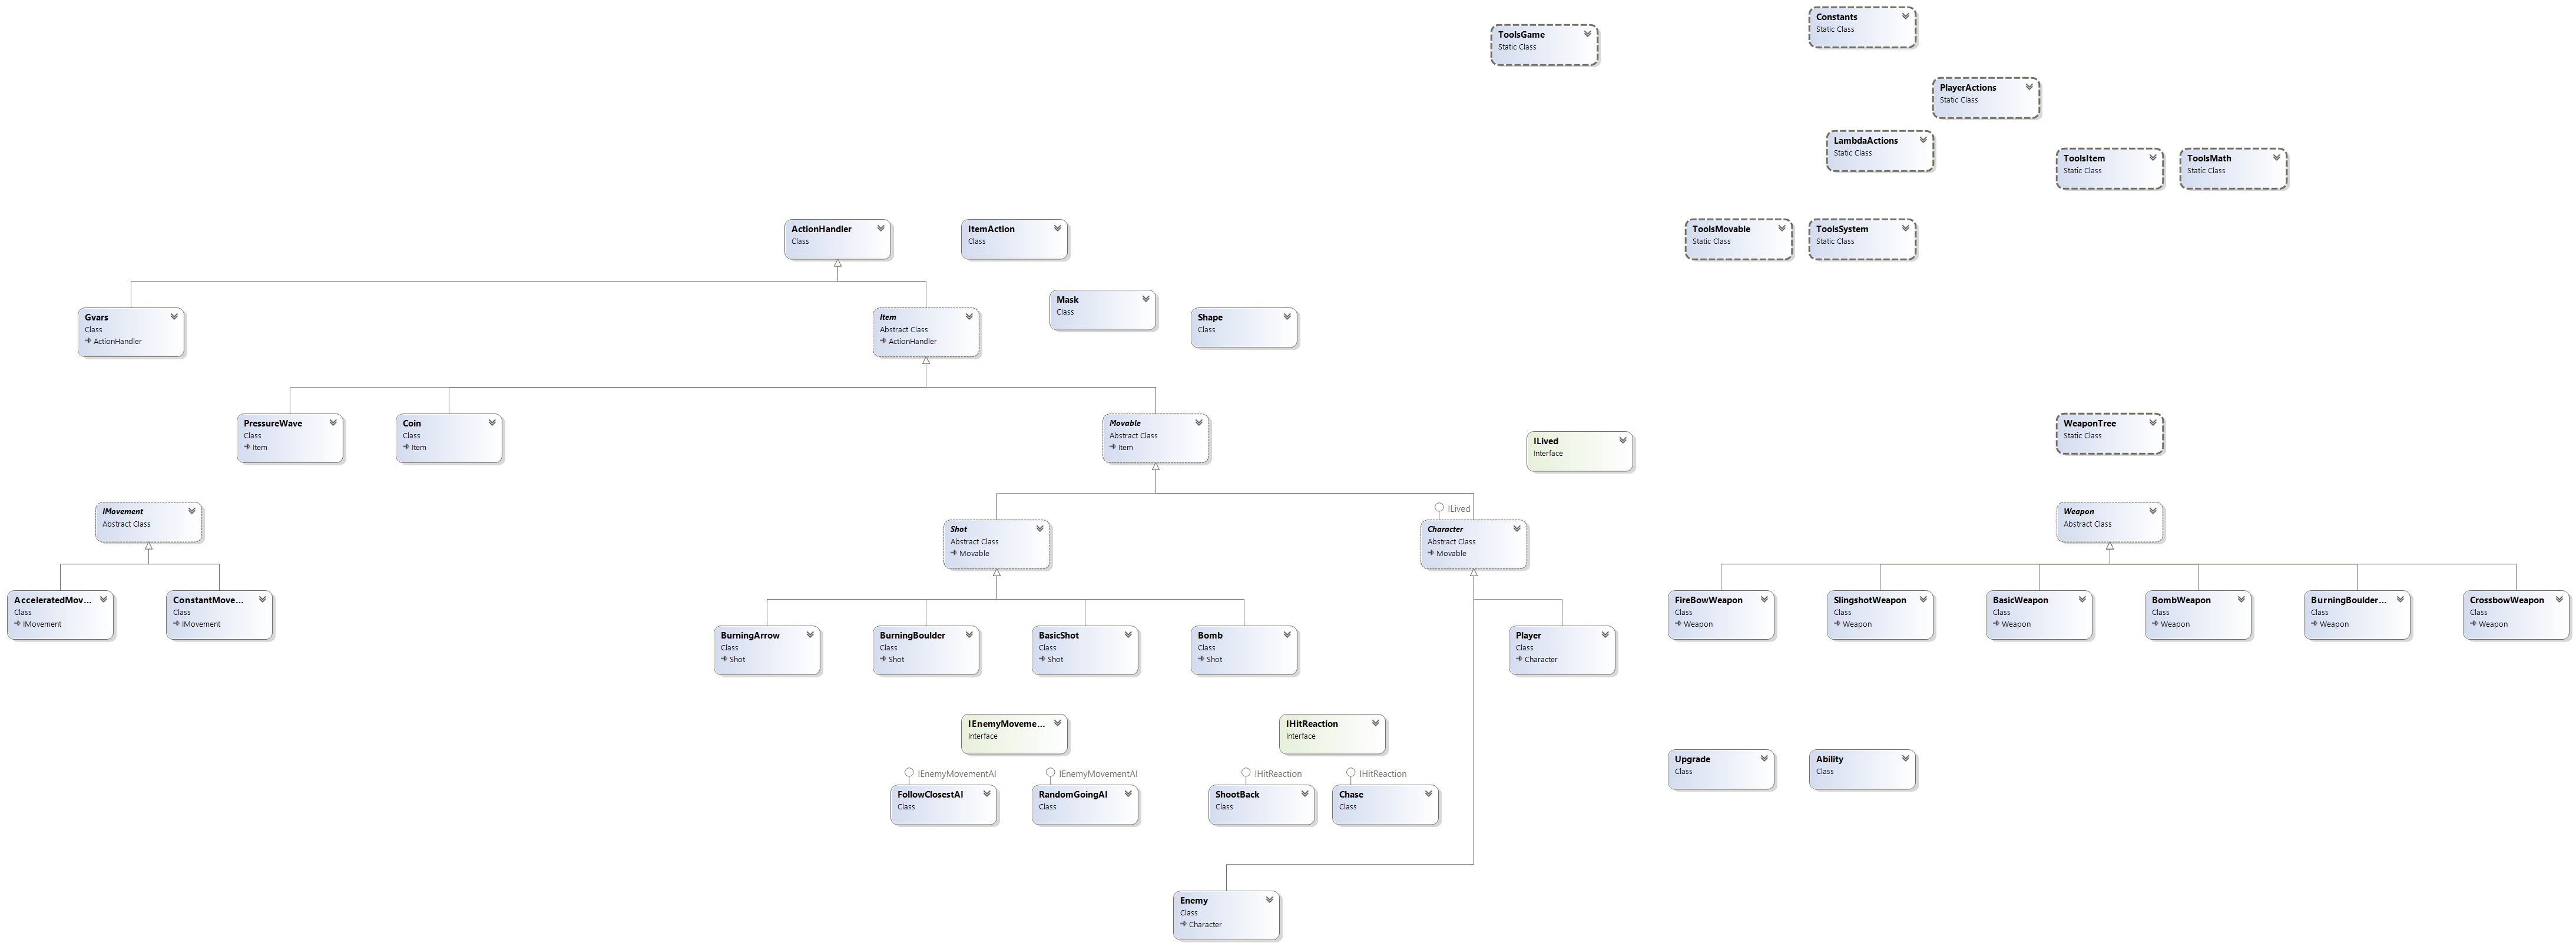 Constants
Static Class
ToolsGame
Static Class
PlayerActions
Static Class
LambdaActions
Static Class
ToolsItem
Static Class
ToolsMath
Static Class
ActionHandler
Class
ItemAction
Class
ToolsMovable
Static Class
ToolsSystem
Static Class
Mask
Class
Gvars
Class
ActionHandler
Item
Abstract Class
ActionHandler
Shape
Class
PressureWave
Class
Item
Coin
Class
Item
Movable
Abstract Class
Item
ILived
Interface
WeaponTree
Static Class
IMovement
Abstract Class
Shot
Abstract Class
Movable
ILived
Character
Abstract Class
Movable
Weapon
Abstract Class
AcceleratedMov...
Class
IMovement
ConstantMove...
Class
IMovement
FireBowWeapon
Class
Weapon
SlingshotWeapon
Class
Weapon
BasicWeapon
Class
Weapon
BombWeapon
Class
Weapon
BurningBoulder...
Class
Weapon
CrossbowWeapon
Class
Weapon
BurningArrow
Class
Shot
BurningBoulder
Class
Shot
BasicShot
Class
Shot
Bomb
Class
Shot
Player
Class
Character
IEnemyMoveme...
Interface
IHitReaction
Interface
Upgrade
Class
Ability
Class
IEnemyMovementAI
FollowClosestAI
Class
IEnemyMovementAI
RandomGoingAI
Class
IHitReaction
ShootBack
Class
IHitReaction
Chase
Class
Enemy
Class
Character